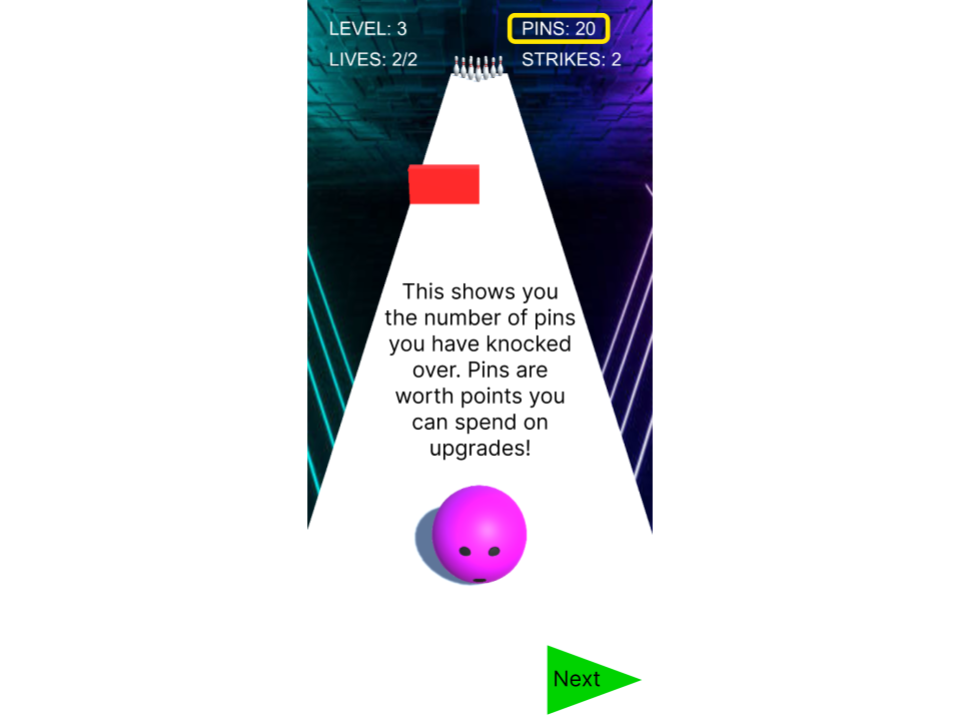 LEVEL: 3
PINS: 20
LIVES: 2/2
STRIKES: 2
This shows you
the number of pins
you have knocked
over. Pins are
worth points you
can spend on
upgrades!
Next